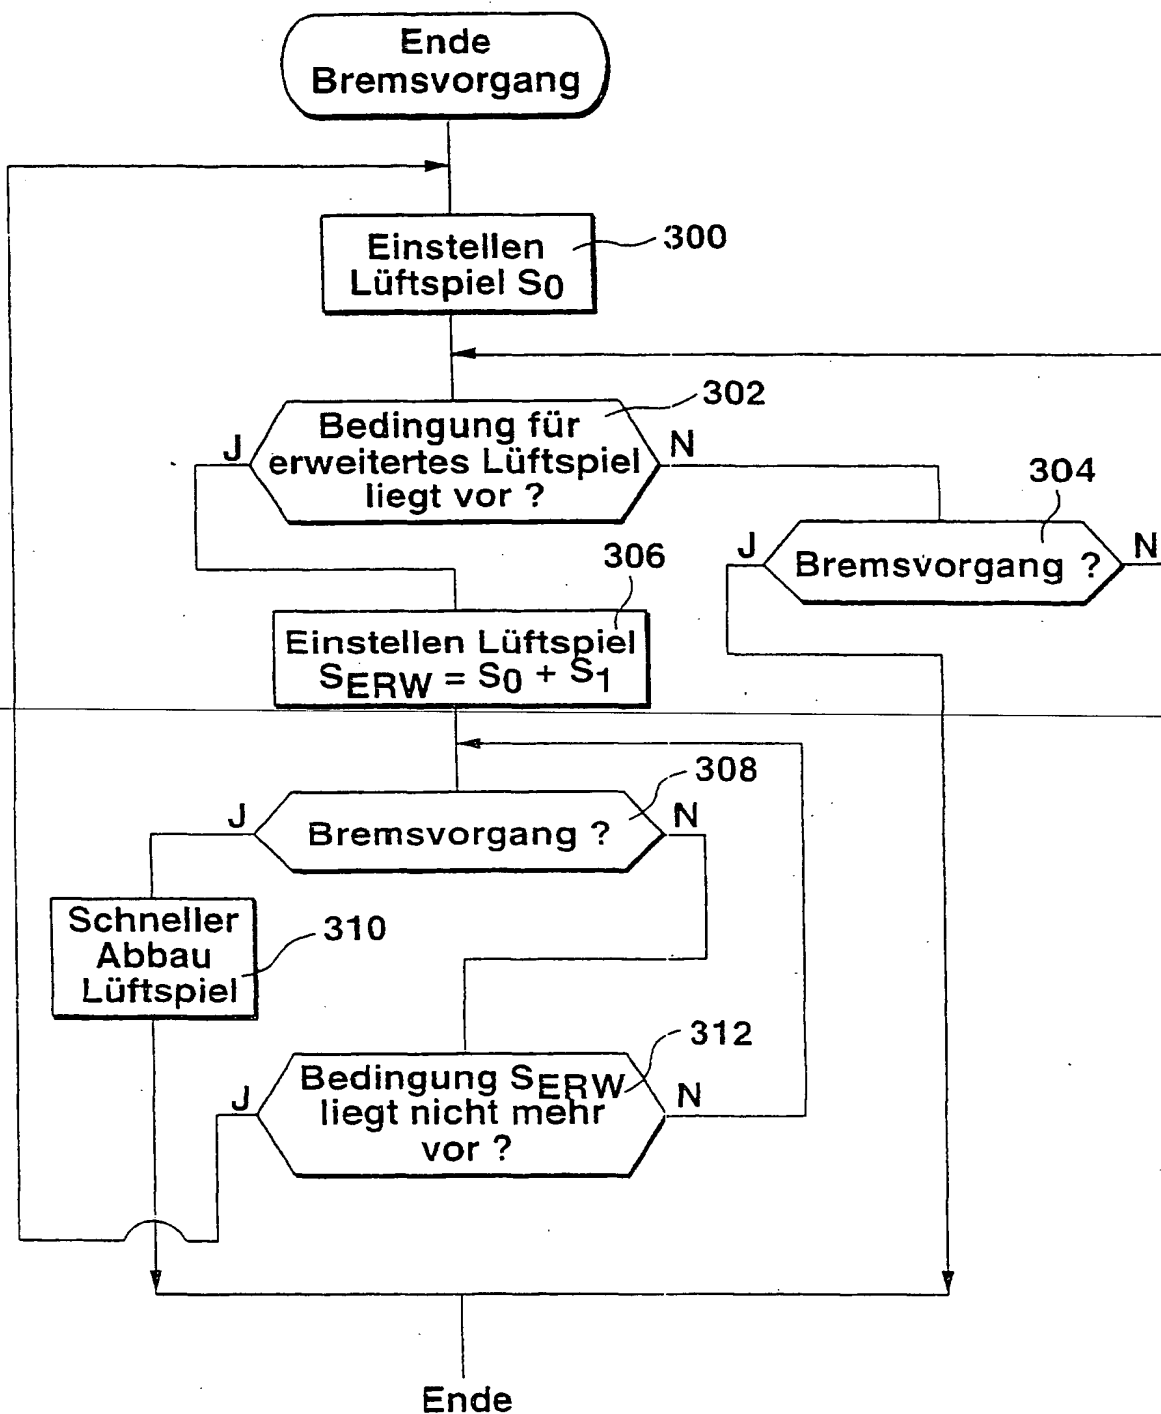 Ende
Bremsvorgang
Einstellen
Lüftspiel S0
300
302
Bedingung für
erweitertes Lüftspiel
liegt vor ?
J
N
304
J
Bremsvorgang ?
N
306
Einstellen Lüftspiel
SERW = S0 + S1
308
J
Bremsvorgang ?
N
Schneller
Abbau
Lüftspiel
310
312
J
Bedingung SERW
liegt nicht mehr
vor ?
N
Ende